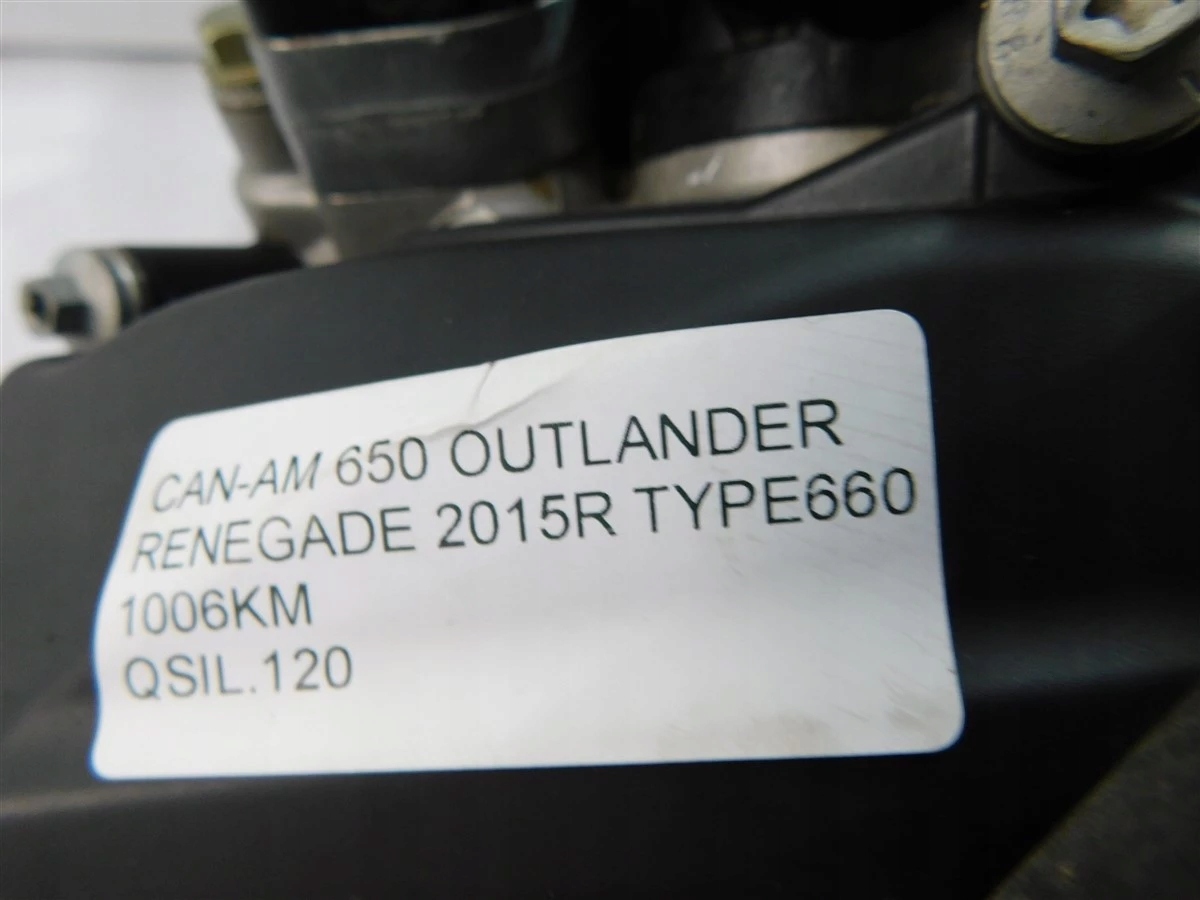 CAN-AM 650 OUTLANDER
RENEGADE 2015R TYPE660
1006KM
QSIL.120